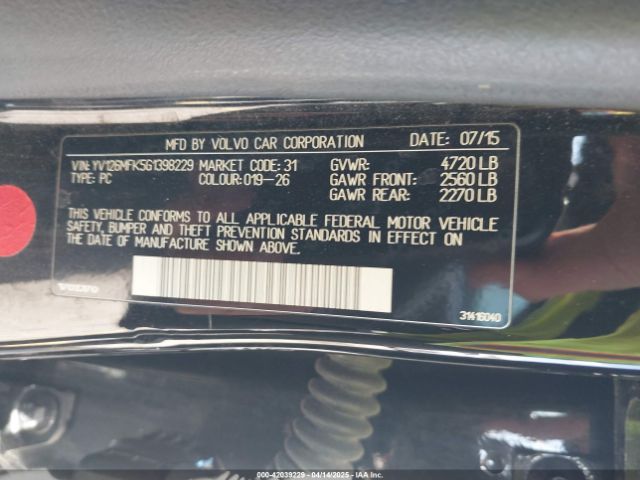 MFD BY VOLVO CAR CORPORATION DATE: 07/15
VIN: YV126MFK5G1398229 MARKET CODE: 31 GVWR: 4720 LB
TYPE: PC COLOUR: 019-26 GAWR FRONT: 2560 LB
GAWR REAR: 2270 LB
THIS VEHICLE CONFORMS TO ALL APPLICABLE FEDERAL MOTOR VEHICLE
SAFETY, BUMPER AND THEFT PREVENTION STANDARDS IN EFFECT ON
THE DATE OF MANUFACTURE SHOWN ABOVE.
VOLVO
31416040
000-42039229 - 04/14/2025 - COPYRIGHT IAA, LLC.